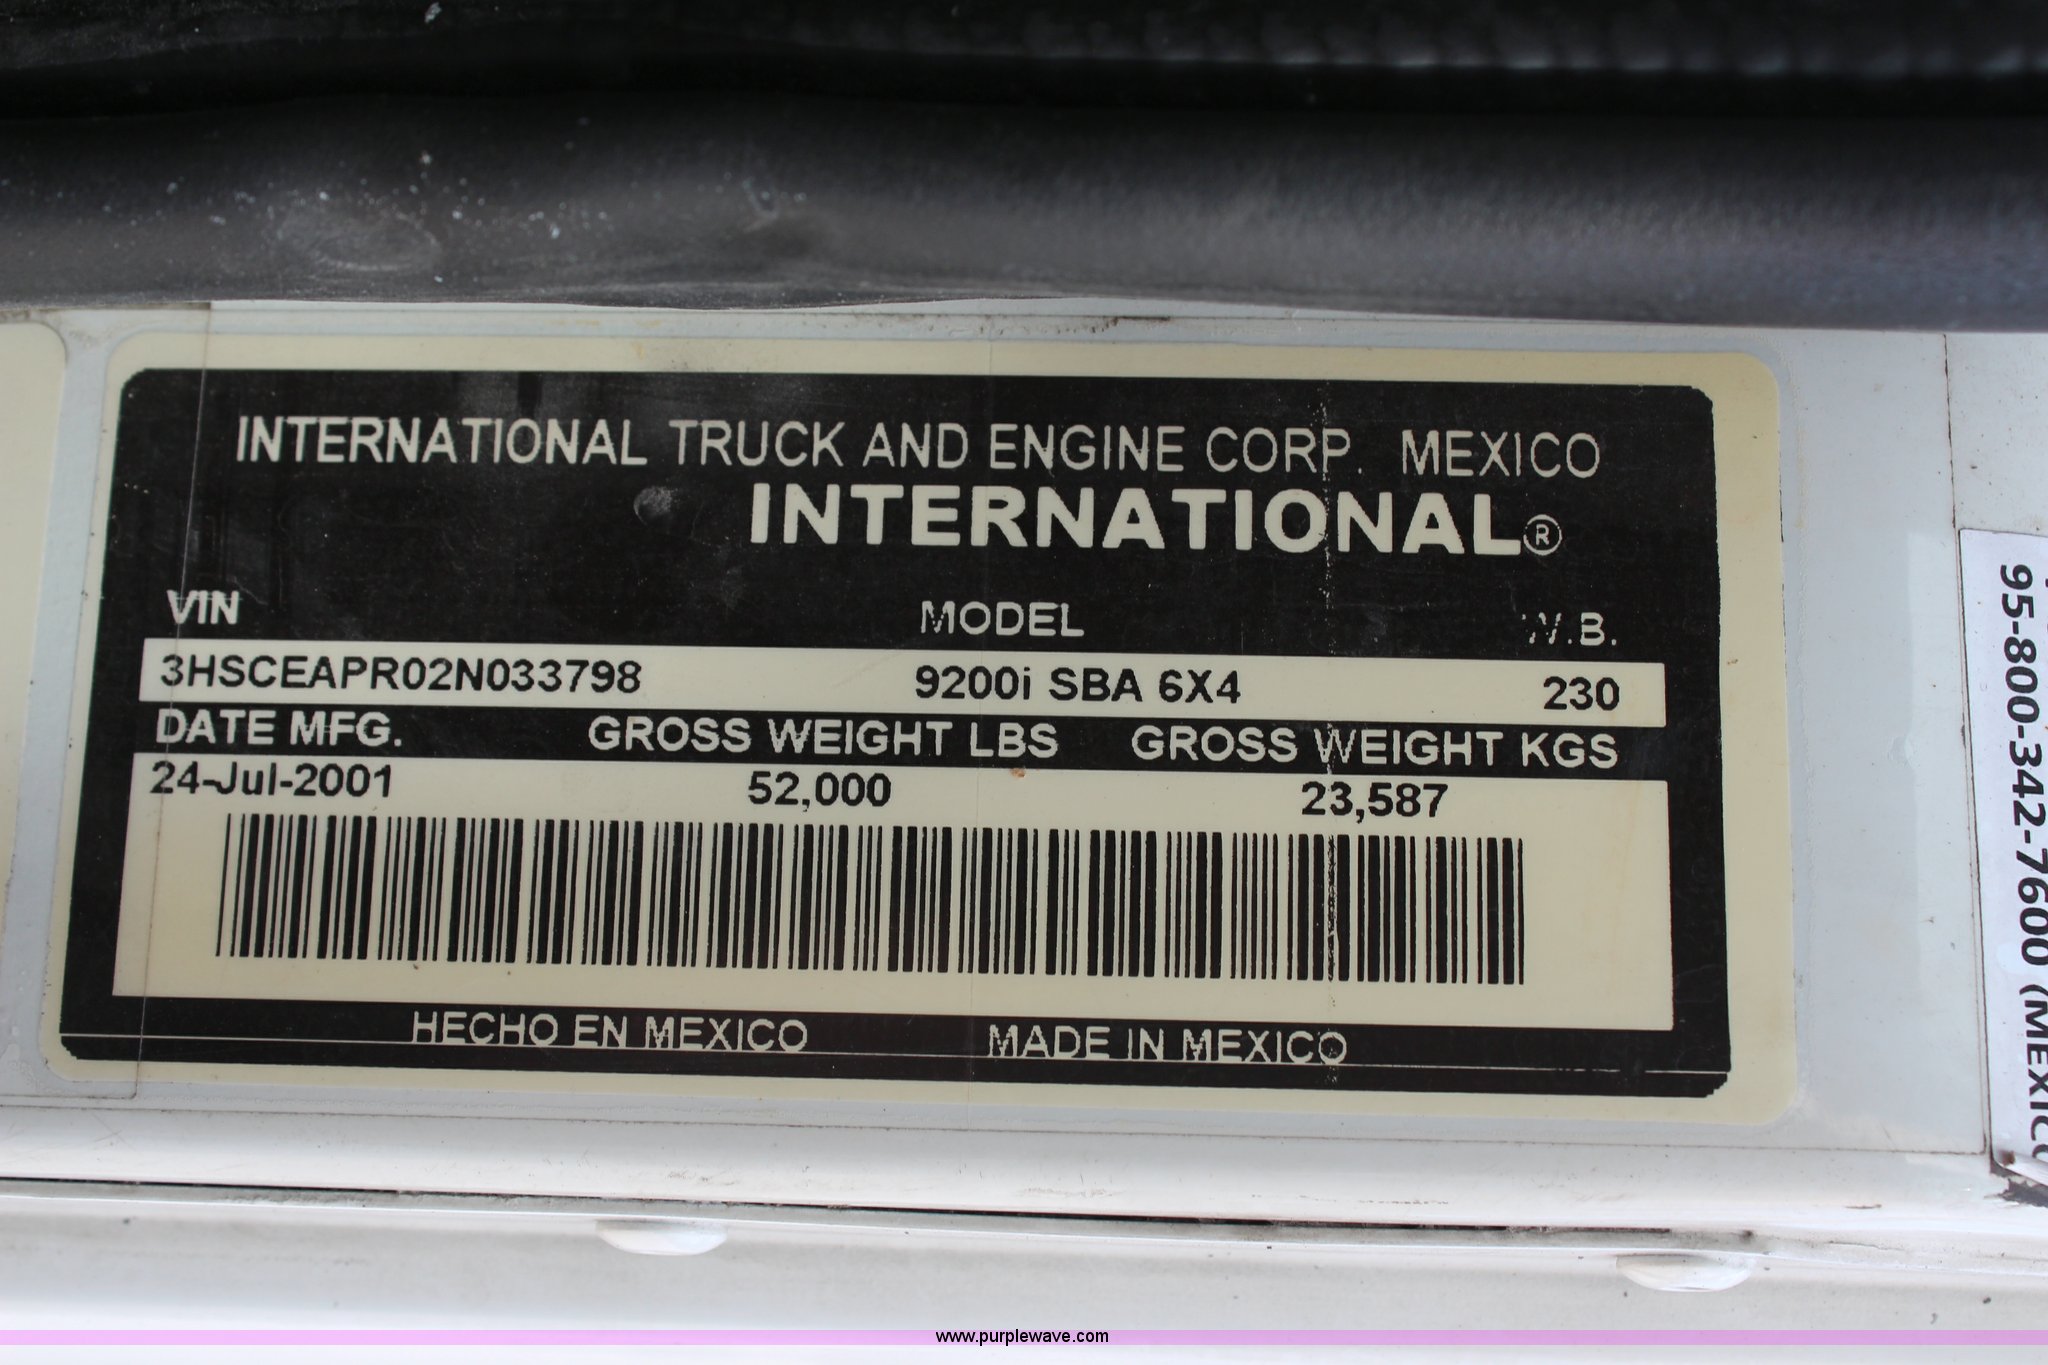 INTERNATIONAL TRUCK AND ENGINE CORP. MEXICO
INTERNATIONAL®
VIN MODEL W.B.
3HSCEAPR02N033798 9200i SBA 6X4 230
DATE MFG. GROSS WEIGHT LBS GROSS WEIGHT KGS
24-Jul-2001 52,000 23,587
HECHO EN MEXICO MADE IN MEXICO
95-800-342-7600 (MEXICO
www.purplewave.com